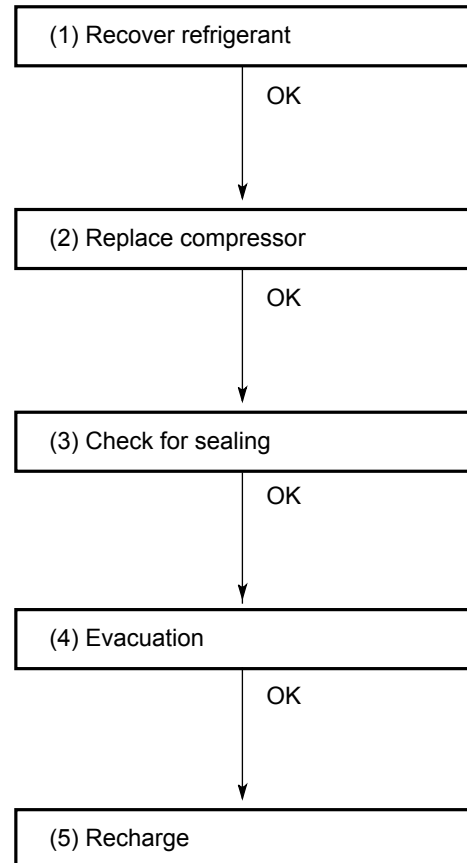 (1) Recover refrigerant
OK
(2) Replace compressor
OK
(3) Check for sealing
OK
(4) Evacuation
OK
(5) Recharge